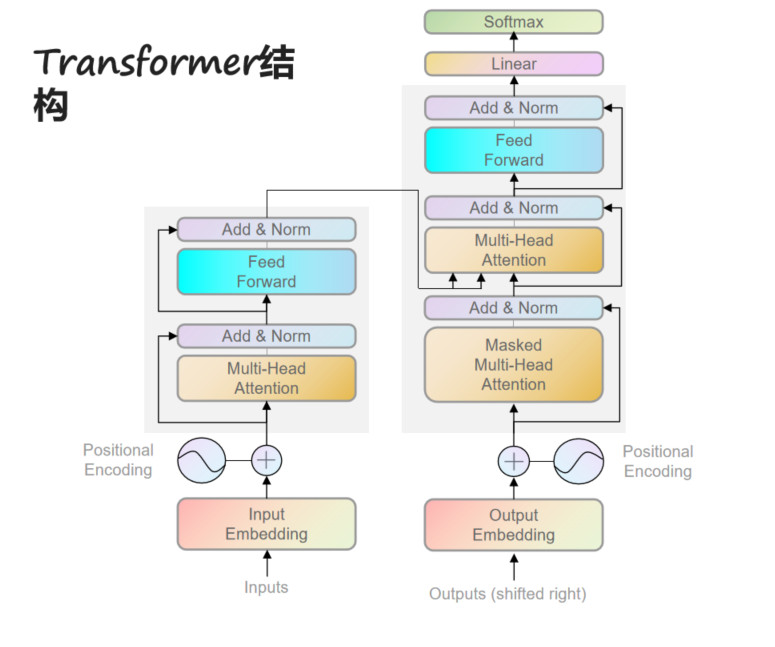 Transformer结
构
Softmax
Linear
Add & Norm
Feed
Forward
Add & Norm
Multi-Head
Attention
Add & Norm
Masked
Multi-Head
Attention
Positional
Encoding
Output
Embedding
Outputs (shifted right)
Add & Norm
Feed
Forward
Add & Norm
Multi-Head
Attention
Positional
Encoding
Input
Embedding
Inputs